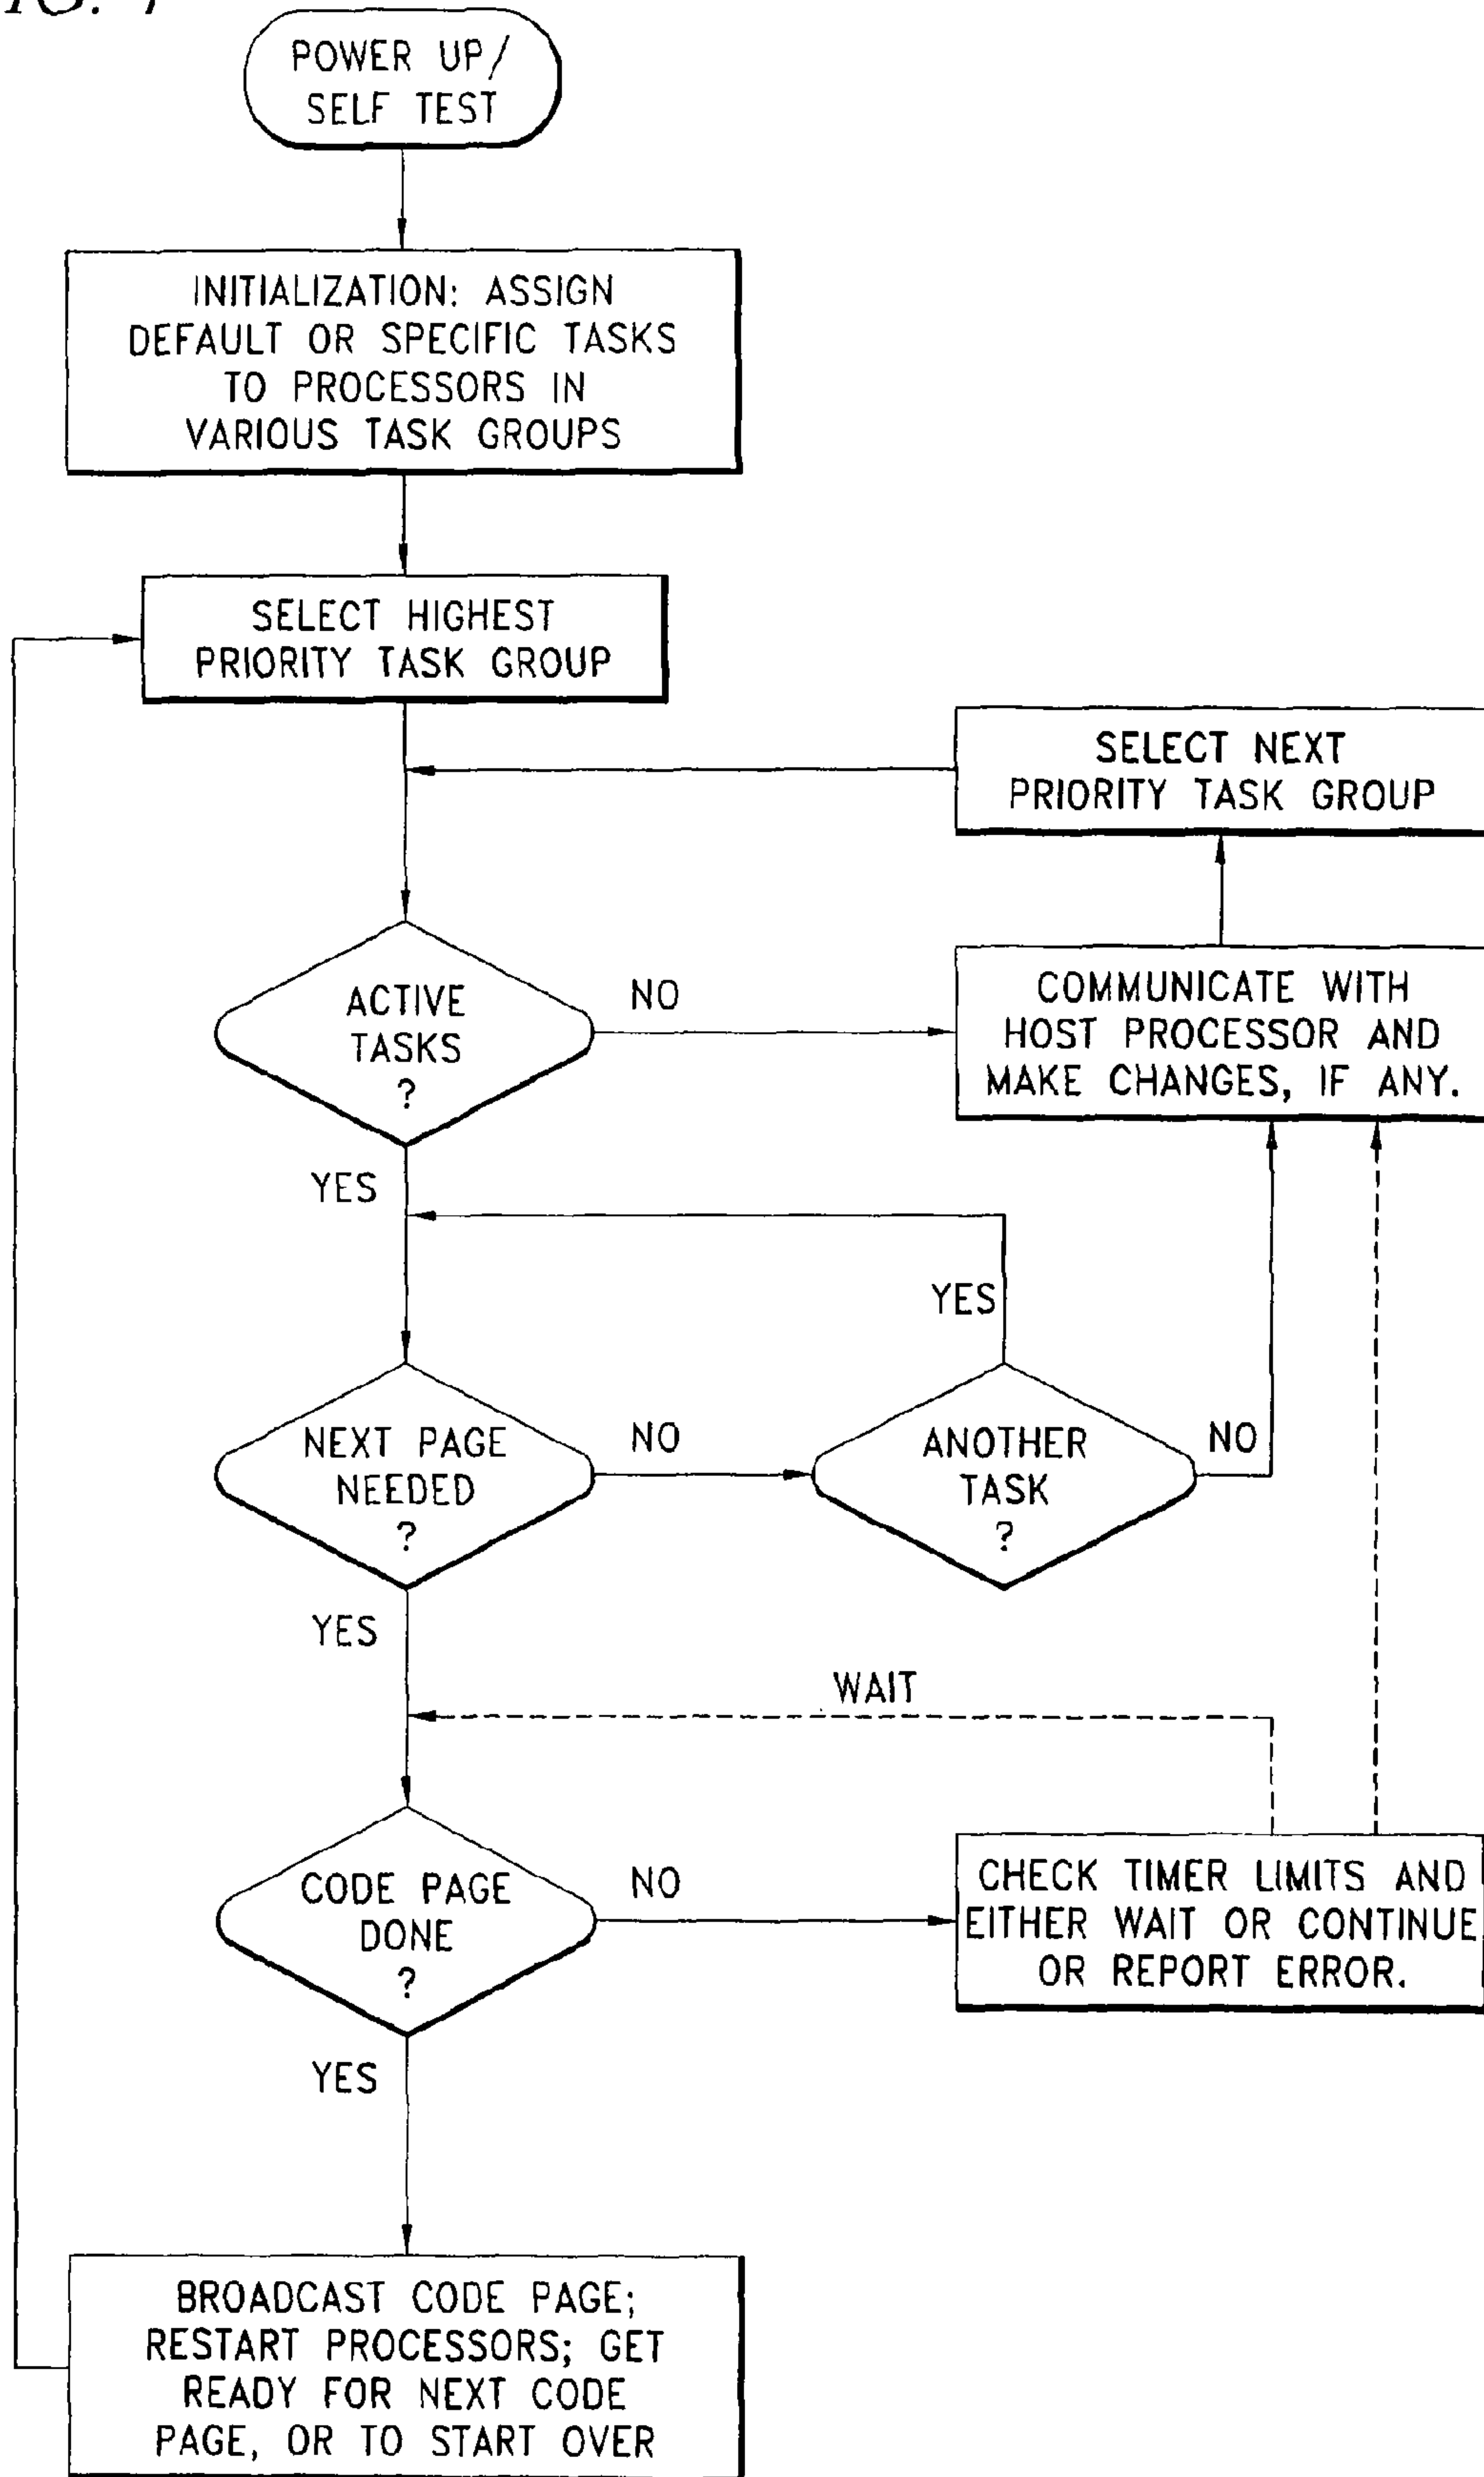 POWER UP/
SELF TEST
INITIALIZATION: ASSIGN
DEFAULT OR SPECIFIC TASKS
TO PROCESSORS IN
VARIOUS TASK GROUPS
SELECT HIGHEST
PRIORITY TASK GROUP
SELECT NEXT
PRIORITY TASK GROUP
ACTIVE
TASKS
?
NO
COMMUNICATE WITH
HOST PROCESSOR AND
MAKE CHANGES, IF ANY.
YES
YES
NEXT PAGE
NEEDED
?
NO
ANOTHER
TASK
?
NO
YES
WAIT
CODE PAGE
DONE
?
NO
CHECK TIMER LIMITS AND
EITHER WAIT OR CONTINUE
OR REPORT ERROR.
YES
BROADCAST CODE PAGE;
RESTART PROCESSORS; GET
READY FOR NEXT CODE
PAGE, OR TO START OVER